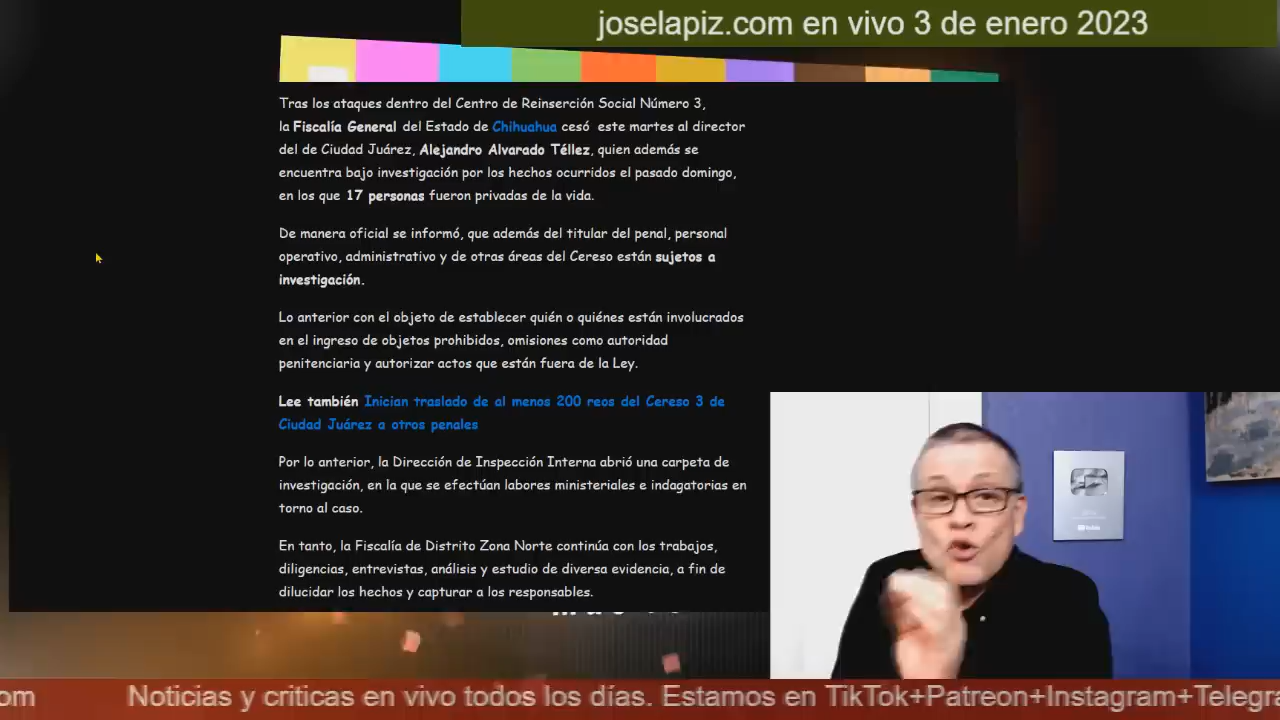 joselapiz.com en vivo 3 de enero 2023
Tras los ataques dentro del Centro de Reinserción Social Número 3,
la Fiscalía General del Estado de Chihuahua cesó este martes al director
del de Ciudad Juárez, Alejandro Alvarado Téllez, quien además se
encuentra bajo investigación por los hechos ocurridos el pasado domingo,
en los que 17 personas fueron privadas de la vida.
De manera oficial se informó, que además del titular del penal, personal
operativo, administrativo y de otras áreas del Cereso están sujetos a
investigación.
Lo anterior con el objeto de establecer quién o quiénes están involucrados
en el ingreso de objetos prohibidos, omisiones como autoridad
penitenciaria y autorizar actos que están fuera de la Ley.
Lee también Inician traslado de al menos 200 reos del Cereso 3 de
Ciudad Juárez a otros penales
Por lo anterior, la Dirección de Inspección Interna abrió una carpeta de
investigación, en la que se efectúan labores ministeriales e indagatorias en
torno al caso.
En tanto, la Fiscalía de Distrito Zona Norte continúa con los trabajos,
diligencias, entrevistas, análisis y estudio de diversa evidencia, a fin de
dilucidar los hechos y capturar a los responsables.
om Noticias y criticas en vivo todos los días. Estamos en TikTok+Patreon+Instagram+Telegra